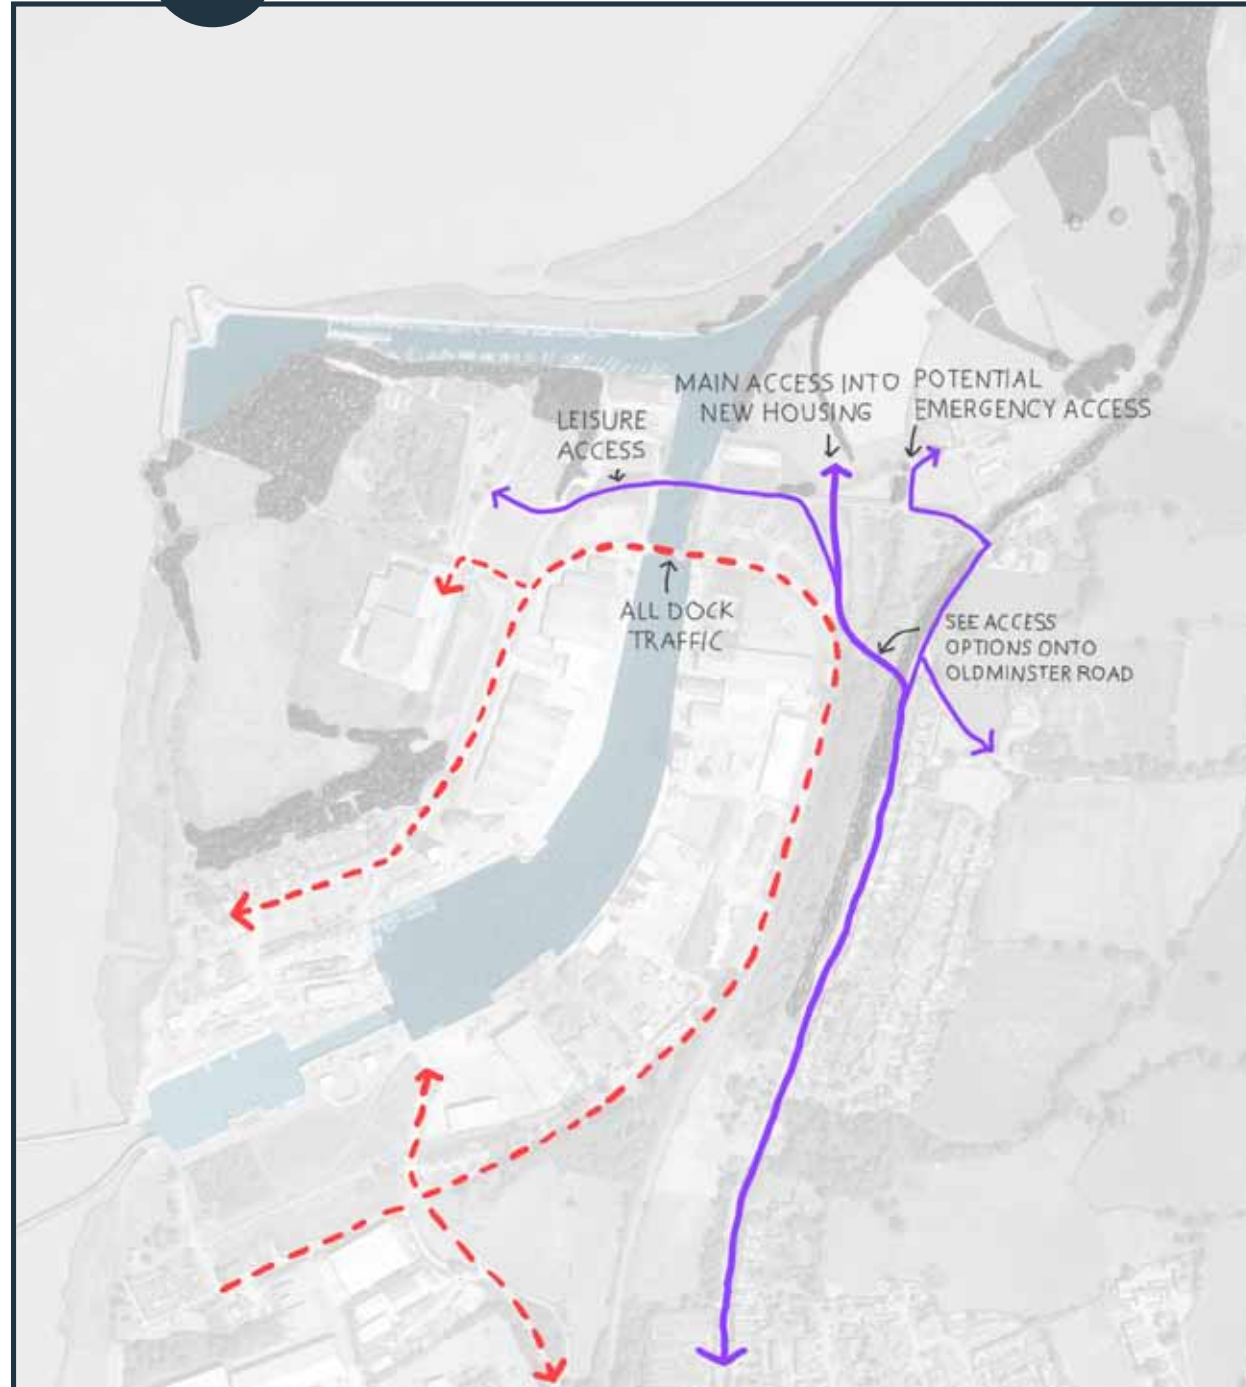 MAIN ACCESS INTO
NEW HOUSING
POTENTIAL
EMERGENCY ACCESS
LEISURE
ACCESS
ALL DOCK
TRAFFIC
SEE ACCESS
OPTIONS ONTO
OLDMINSTER ROAD